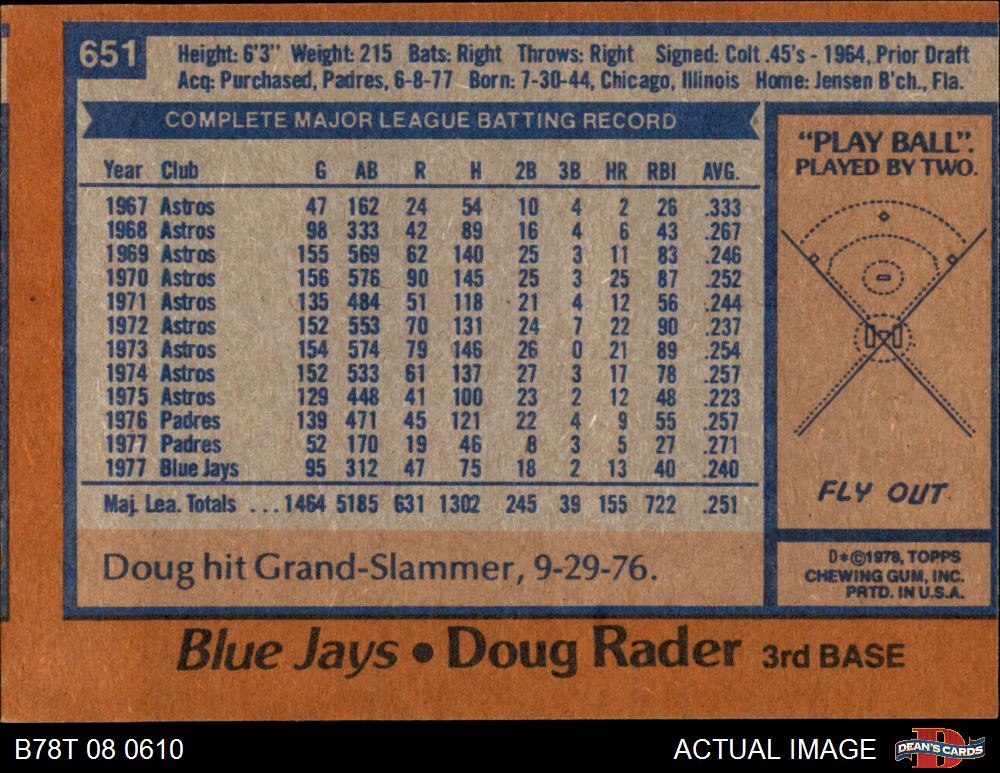 651
Height: 6'3" Weight: 215 Bats: Right Throws: Right Signed: Colt .45's - 1964, Prior Draft
Acq: Purchased, Padres, 6-8-77 Born: 7-30-44, Chicago, Illinois Home: Jensen B'ch., Fla.
COMPLETE MAJOR LEAGUE BATTING RECORD
Year Club G AB R H 2B 3B HR RBI AVG.
1967 Astros 47 162 24 54 10 4 2 26 .333
1968 Astros 98 333 42 89 16 4 6 43 .267
1969 Astros 155 569 62 140 25 3 11 83 .246
1970 Astros 156 576 90 145 25 3 25 87 .252
1971 Astros 135 484 51 118 21 4 12 56 .244
1972 Astros 152 553 70 131 24 7 22 90 .237
1973 Astros 154 574 79 146 26 0 21 89 .254
1974 Astros 152 533 61 137 27 3 17 78 .257
1975 Astros 129 448 41 100 23 2 12 48 .223
1976 Padres 139 471 45 121 22 4 9 55 .257
1977 Padres 52 170 19 46 8 3 5 27 .271
1977 Blue Jays 95 312 47 75 18 2 13 40 .240
Maj. Lea. Totals ... 1464 5185 631 1302 245 39 155 722 .251
Doug hit Grand-Slammer, 9-29-76.
"PLAY BALL".
PLAYED BY TWO.
FLY OUT
D*©1978, TOPPS
CHEWING GUM, INC.
PRTD. IN U.S.A.
Blue Jays • Doug Rader 3rd BASE
B78T 08 0610
ACTUAL IMAGE
D
DEAN'S CARDS